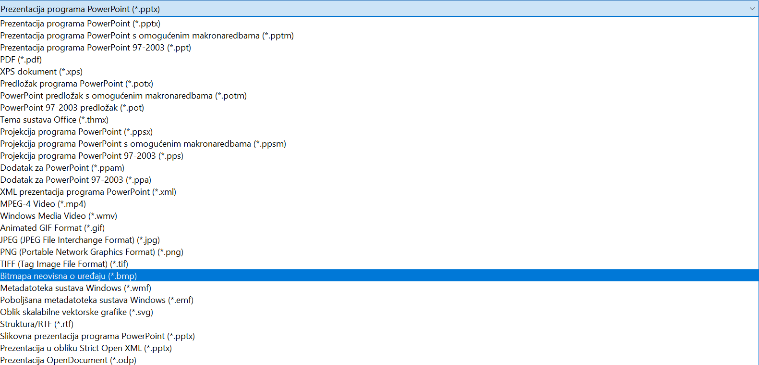 Prezentacija programa PowerPoint (*.pptx)
Prezentacija programa PowerPoint (*.pptx)
Prezentacija programa PowerPoint s omogućenim makronaredbama (*.pptm)
Prezentacija programa PowerPoint 97-2003 (*.ppt)
PDF (*.pdf)
XPS dokument (*.xps)
Predložak programa PowerPoint (*.potx)
PowerPoint predložak s omogućenim makronaredbama (*.potm)
PowerPoint 97-2003 predložak (*.pot)
Tema sustava Office (*.thmx)
Projekcija programa PowerPoint (*.ppsx)
Projekcija programa PowerPoint s omogućenim makronaredbama (*.ppsm)
Projekcija programa PowerPoint 97-2003 (*.pps)
Dodatak za PowerPoint (*.ppam)
Dodatak za PowerPoint 97-2003 (*.ppa)
XML prezentacija programa PowerPoint (*.xml)
MPEG-4 Video (*.mp4)
Windows Media Video (*.wmv)
Animated GIF Format (*.gif)
JPEG (JPEG File Interchange Format) (*.jpg)
PNG (Portable Network Graphics Format) (*.png)
TIFF (Tag Image File Format) (*.tif)
Bitmapa neovisna o uređaju (*.bmp)
Metadatoteka sustava Windows (*.wmf)
Poboljšana metadatoteka sustava Windows (*.emf)
Oblik skalabilne vektorske grafike (*.svg)
Struktura/RTF (*.rtf)
Slikovna prezentacija programa PowerPoint (*.pptx)
Prezentacija u obliku Strict Open XML (*.pptx)
Prezentacija OpenDocument (*.odp)